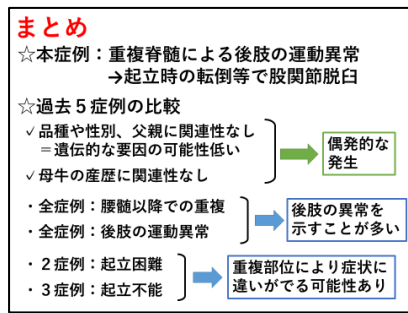 まとめ
☆本症例：重複脊髄による後肢の運動異常
→起立時の転倒等で股関節脱臼
☆過去５症例の比較
✓品種や性別、父親に関連性なし
＝遺伝的な要因の可能性低い
✓母牛の産歴に関連性なし
偶発的な
発生
・全症例：腰髄以降での重複
・全症例：後肢の運動異常
後肢の異常を
示すことが多い
・２症例：起立困難
・３症例：起立不能
重複部位により症状に
違いがでる可能性あり